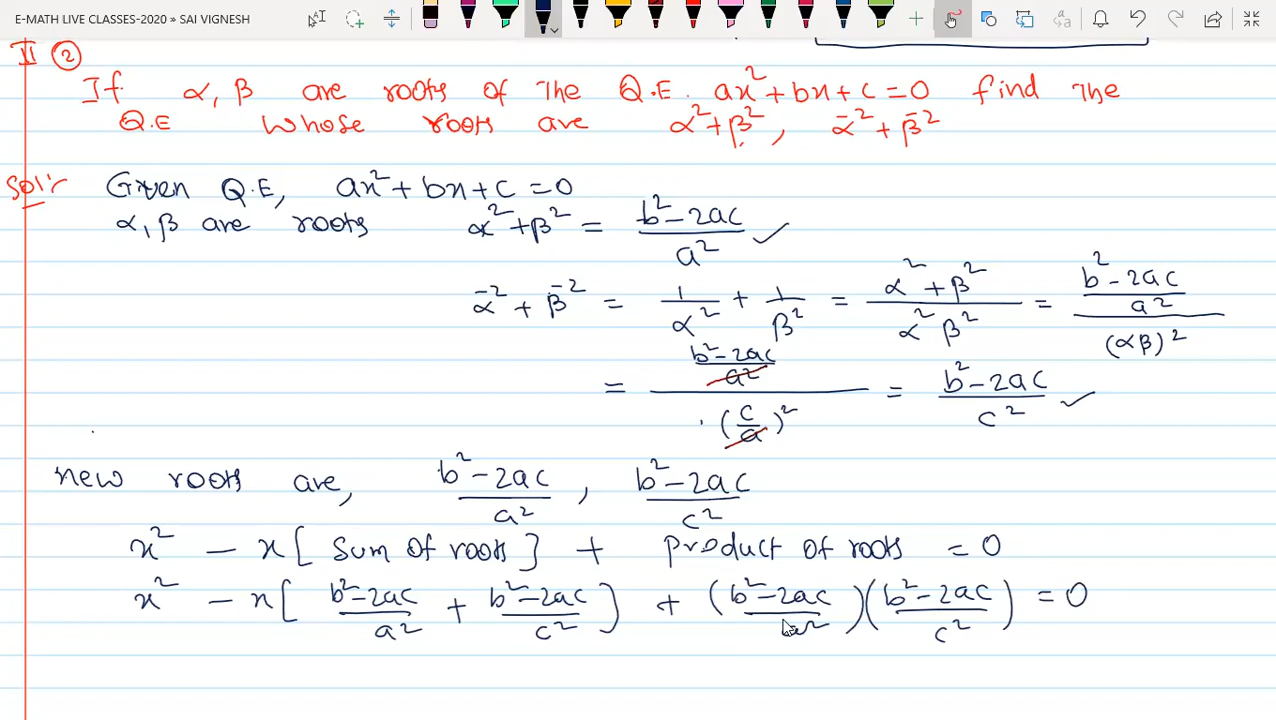 E-MATH LIVE CLASSES-2020 » SAI VIGNESH
II ②
If α, β are roots of the Q.E. ax²+bx+c=0 find the
Q.E whose roots are α²+β², α⁻²+β⁻²
Sol:- Given Q.E, ax²+bx+c=0
α, β are roots α²+β² = (b²-2ac)/a² ✓
α⁻²+β⁻² = 1/α² + 1/β² = (α²+β²)/(α²β²) = ((b²-2ac)/a²)/(αβ)²
= ((b²-2ac)/a²)/(c/a)² = (b²-2ac)/c² ✓
new roots are, (b²-2ac)/a², (b²-2ac)/c²
x² - x[sum of roots] + product of roots = 0
x² - x[(b²-2ac)/a² + (b²-2ac)/c²] + ((b²-2ac)/a²)((b²-2ac)/c²) = 0